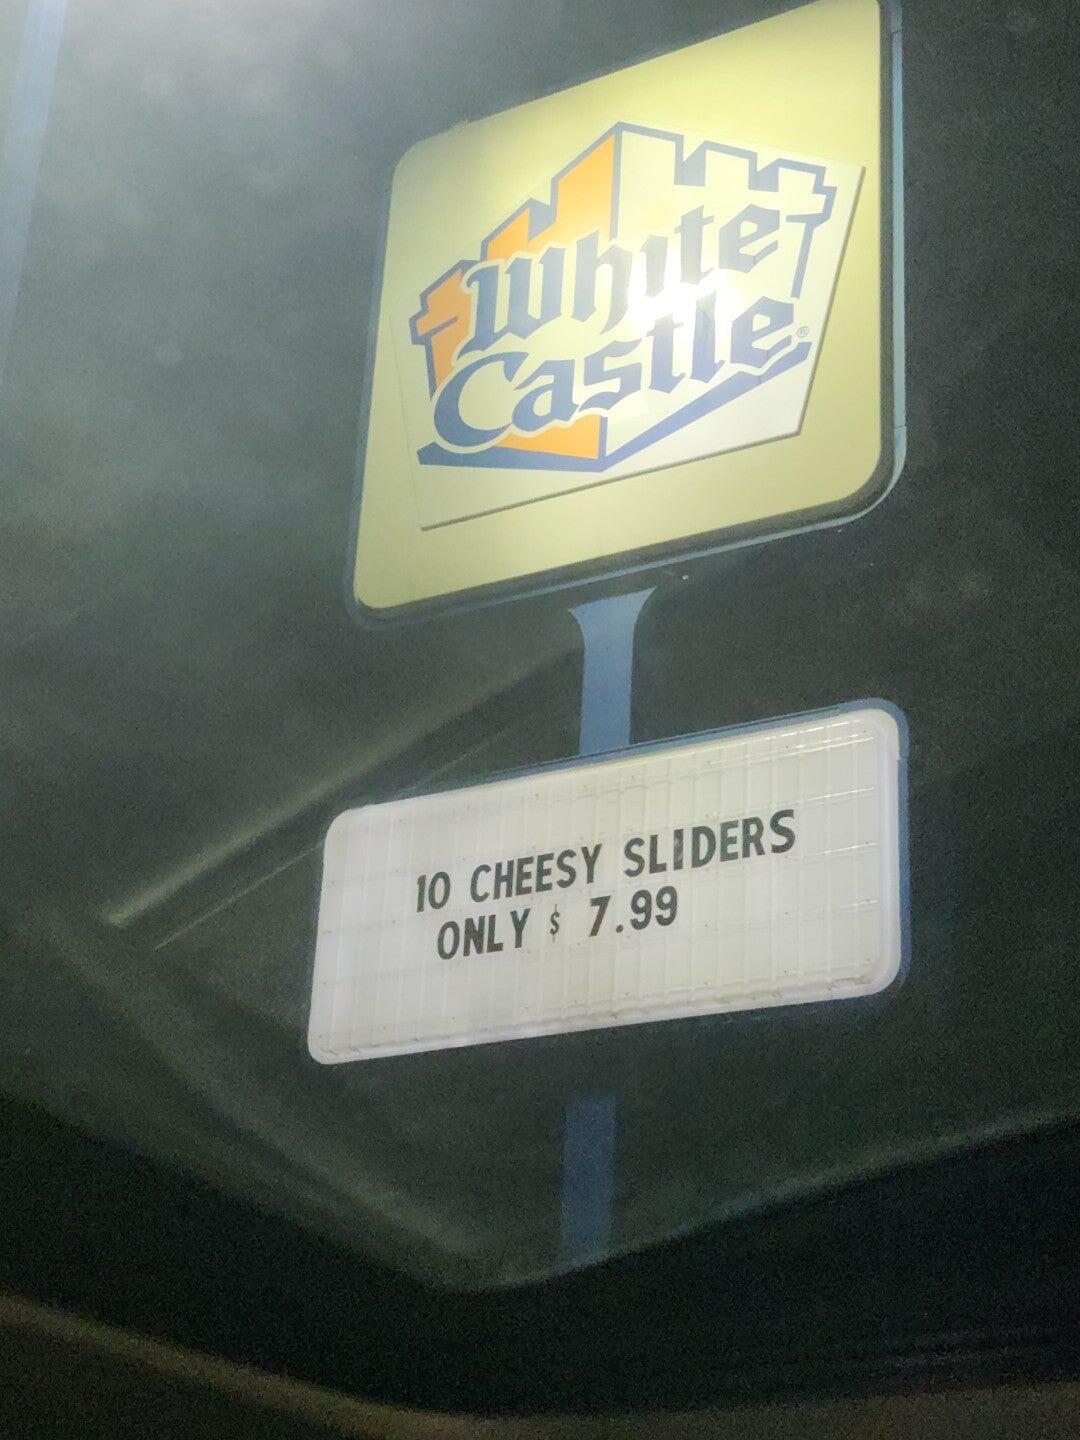 White
Castle®
10 CHEESY SLIDERS
ONLY $ 7.99